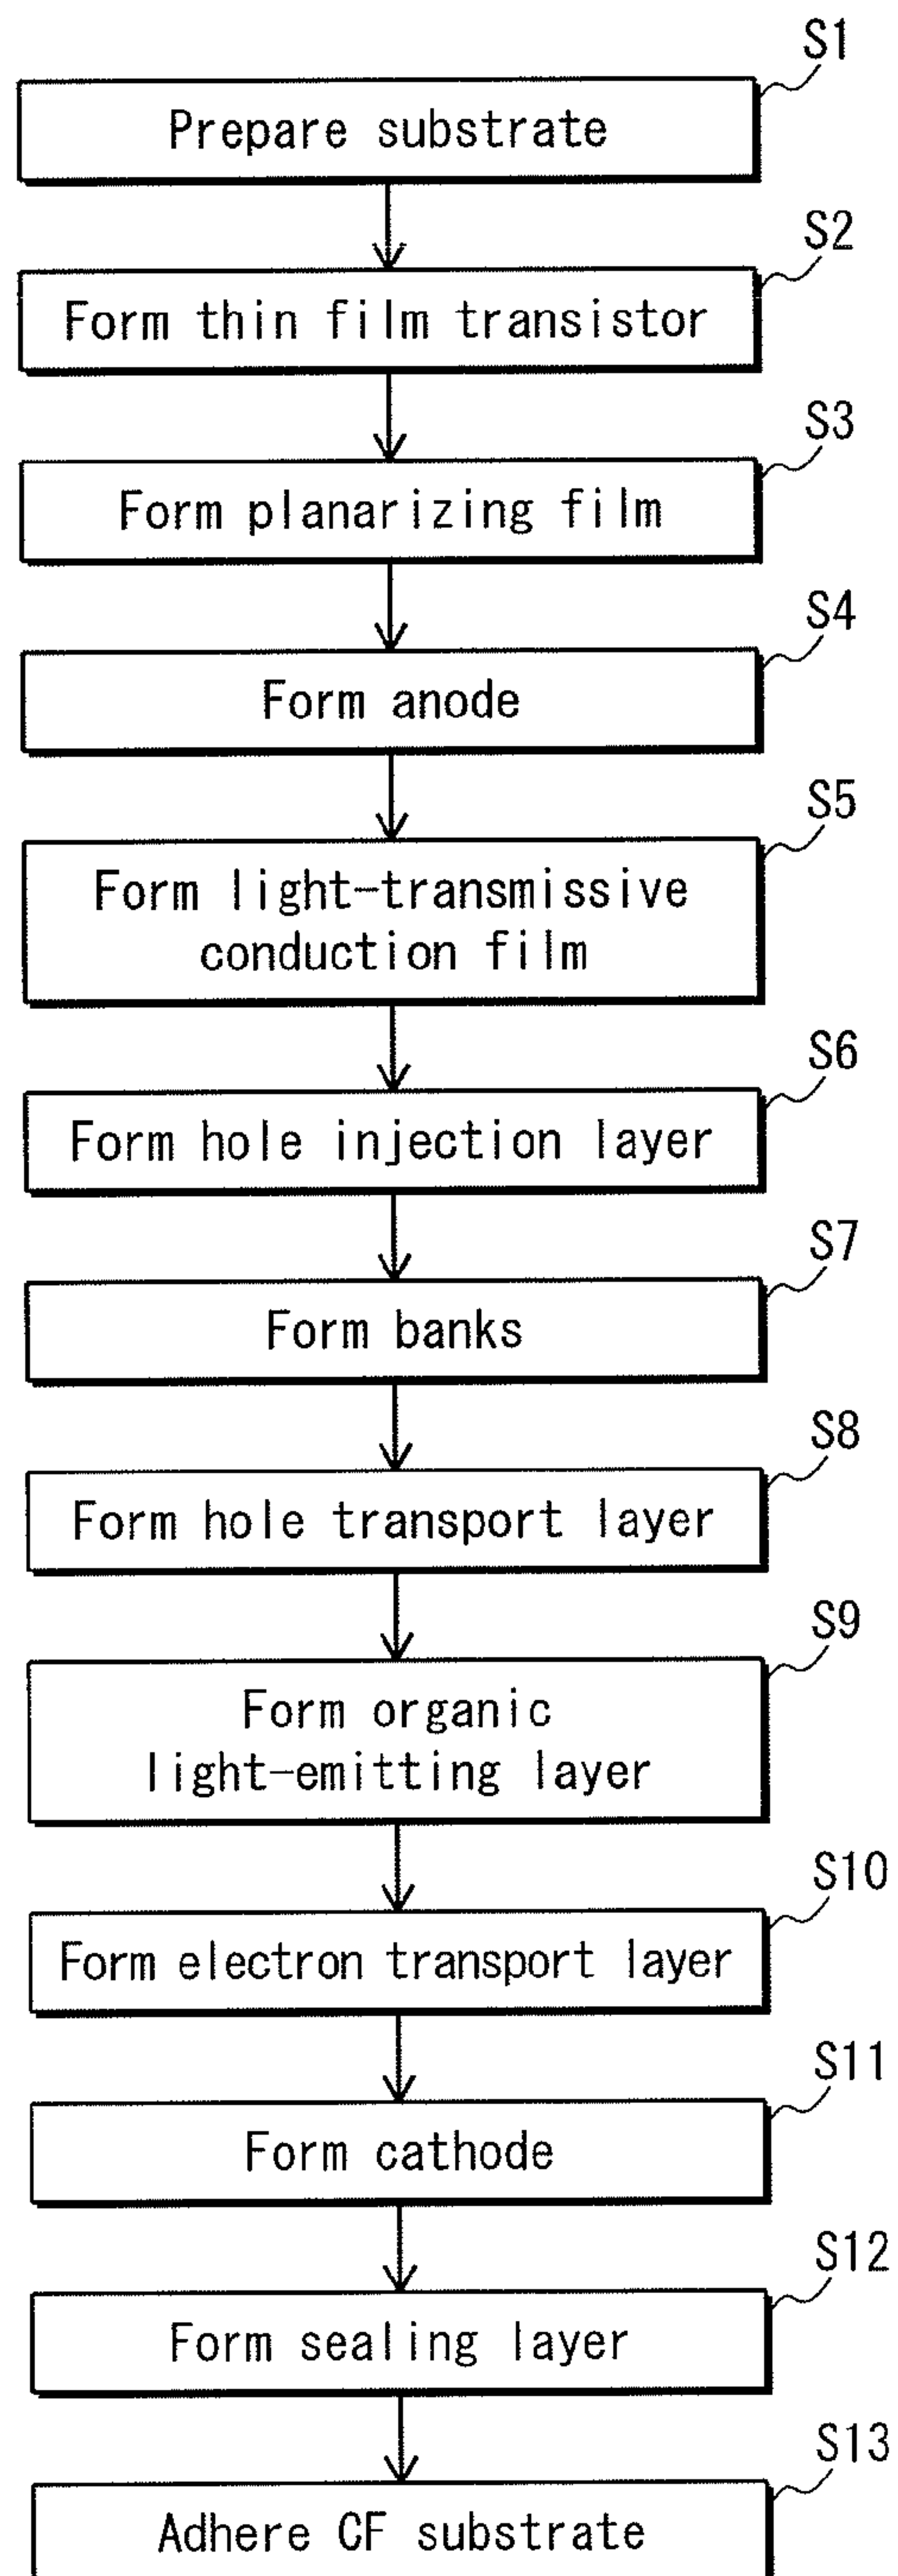 S1
Prepare substrate
S2
Form thin film transistor
S3
Form planarizing film
S4
Form anode
S5
Form light-transmissive
conduction film
S6
Form hole injection layer
S7
Form banks
S8
Form hole transport layer
S9
Form organic
light-emitting layer
S10
Form electron transport layer
S11
Form cathode
S12
Form sealing layer
S13
Adhere CF substrate